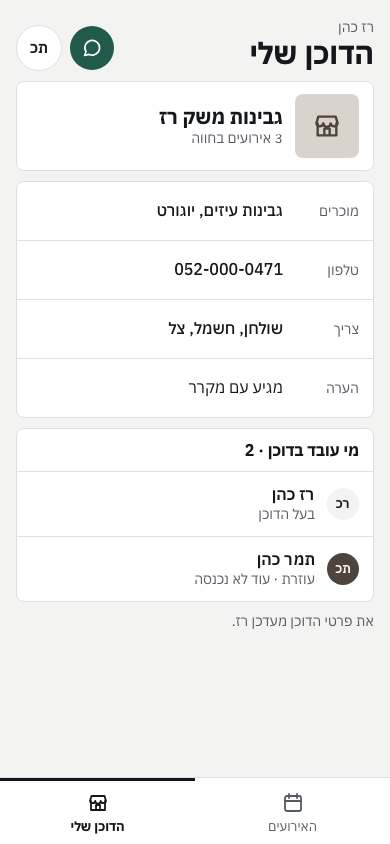 רז כהן
הדוכן שלי
תכ
גבינות משק רז
3 אירועים בחווה
מוכרים
גבינות עיזים, יוגורט
טלפון
052-000-0471
צריך
שולחן, חשמל, צל
הערה
מגיע עם מקרר
מי עובד בדוכן · 2
רכ
רז כהן
בעל הדוכן
תכ
תמר כהן
עוזרת · עוד לא נכנסה
את פרטי הדוכן מעדכן רז.
האירועים
הדוכן שלי